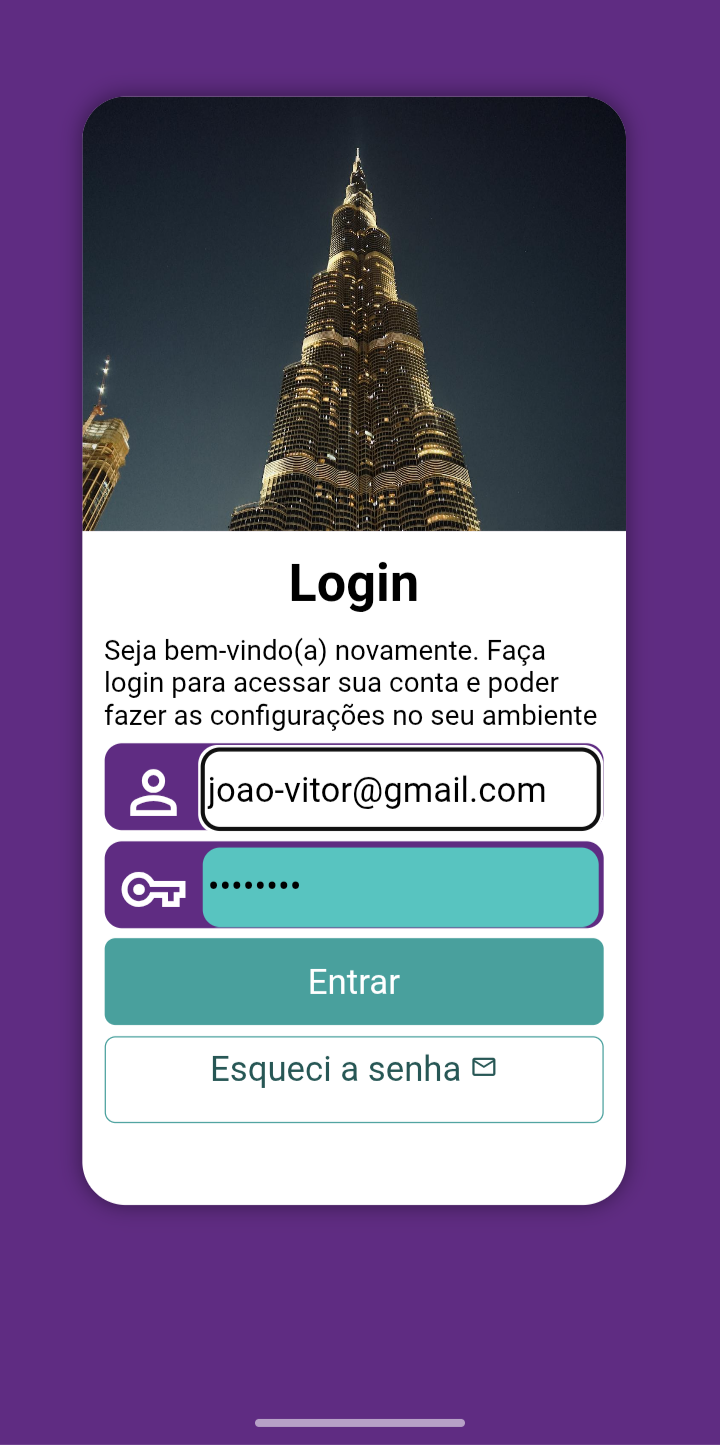 Login
Seja bem-vindo(a) novamente. Faça
login para acessar sua conta e poder
fazer as configurações no seu ambiente
joao-vitor@gmail.com
••••••••
Entrar
Esqueci a senha